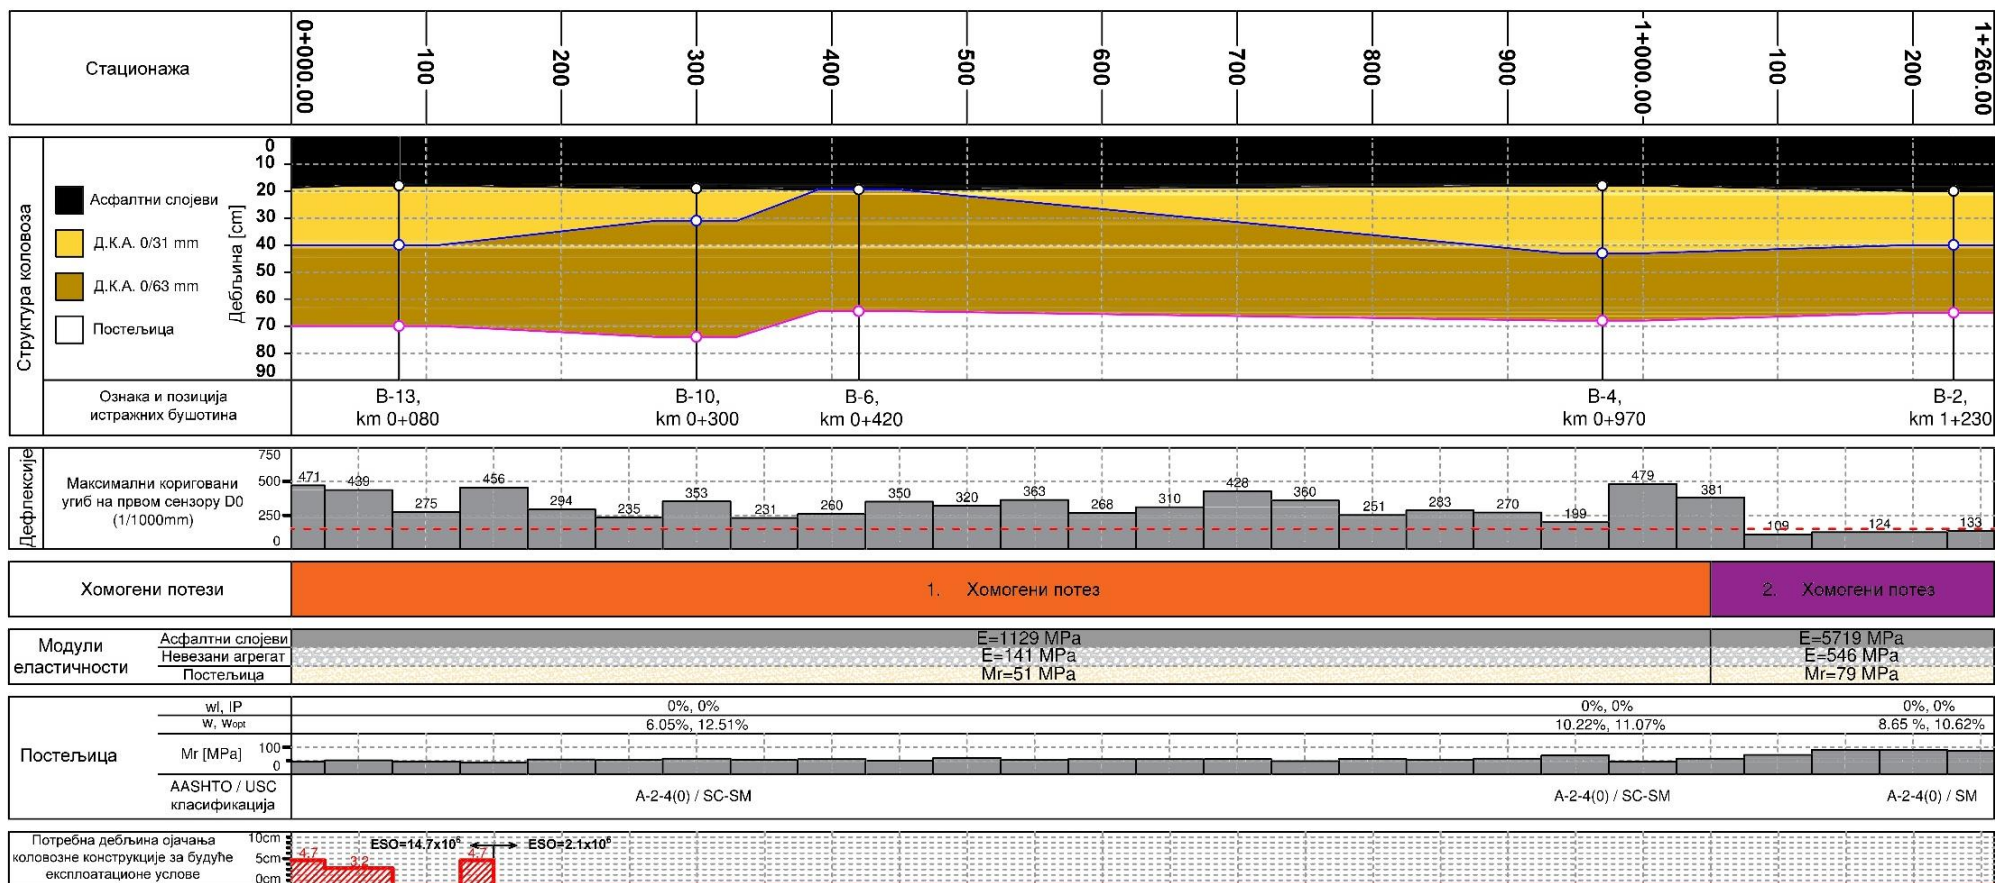 Стационажа
0+000.00
100
200
300
400
500
600
700
800
900
1+000.00
100
200
1+260.00
Структура коловоза
Асфалтни слојеви
Д.К.А. 0/31 mm
Д.К.А. 0/63 mm
Постељица
Дебљина [cm]
0
10
20
30
40
50
60
70
80
90
Ознака и позиција
истражних бушотина
B-13,
km 0+080
B-10,
km 0+300
B-6,
km 0+420
B-4,
km 0+970
B-2,
km 1+230
Дефлексије
Максимални кориговани
угиб на првом сензору D0
(1/1000mm)
750
500
250
0
471 439 275 456 294 235 353 231 260 350 320 363 268 310 428 360 251 283 270 199 479 381 109 124 133
Хомогени потези
1. Хомогени потез
2. Хомогени потез
Модули
еластичности
Асфалтни слојеви
E=1129 MPa
E=5719 MPa
Невезани агрегат
E=141 MPa
E=546 MPa
Постељица
Mr=51 MPa
Mr=79 MPa
Постељица
wl, IP
0%, 0%
0%, 0%
0%, 0%
w, wopt
6.05%, 12.51%
10.22%, 11.07%
8.65 %, 10.62%
Mr [MPa]
100
0
AASHTO / USC
класификација
A-2-4(0) / SC-SM
A-2-4(0) / SC-SM
A-2-4(0) / SM
Потребна дебљина ојачања
коловозне конструкције за будуће
експлоатационе услове
10cm
5cm
0cm
4.7
3.2
ESO=14.7x10⁶
4.7
ESO=2.1x10⁶